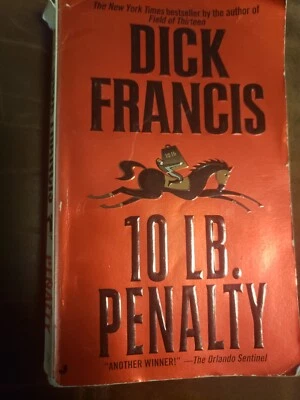 The New York Times bestseller by the author of
Field of Thirteen
DICK
FRANCIS
10 LB.
PENALTY
"ANOTHER WINNER!" —The Orlando Sentinel